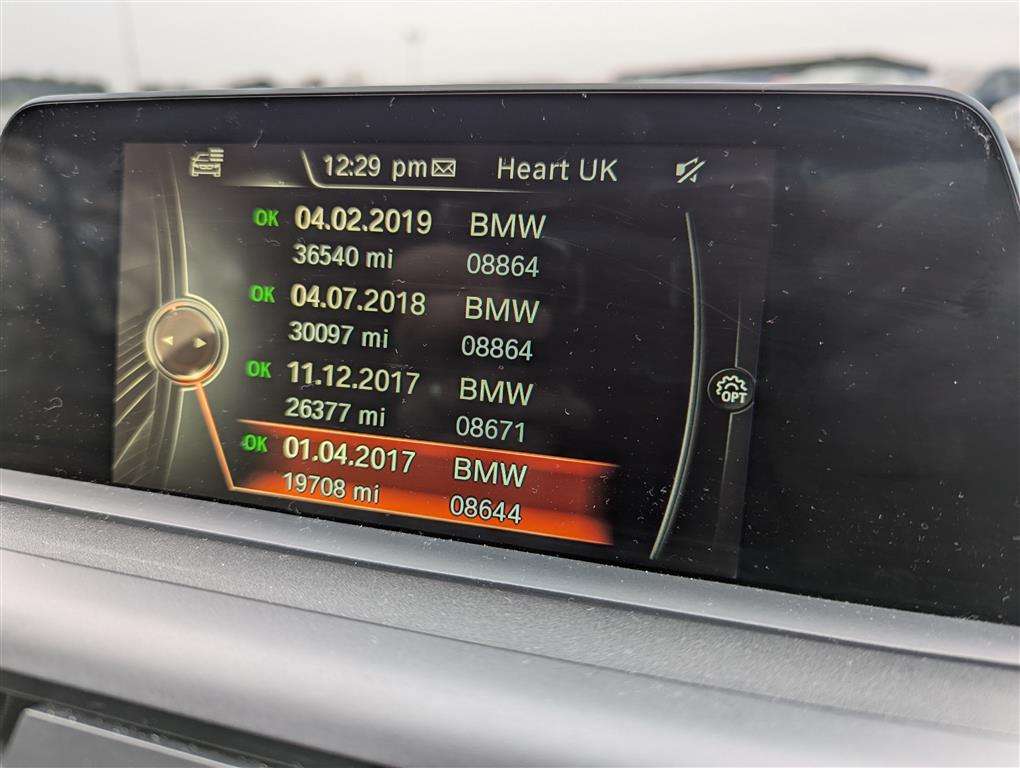 12:29 pm Heart UK
OK 04.02.2019 BMW
36540 mi 08864
OK 04.07.2018 BMW
30097 mi 08864
OK 11.12.2017 BMW
26377 mi 08671
OPT
OK 01.04.2017 BMW
19708 mi 08644